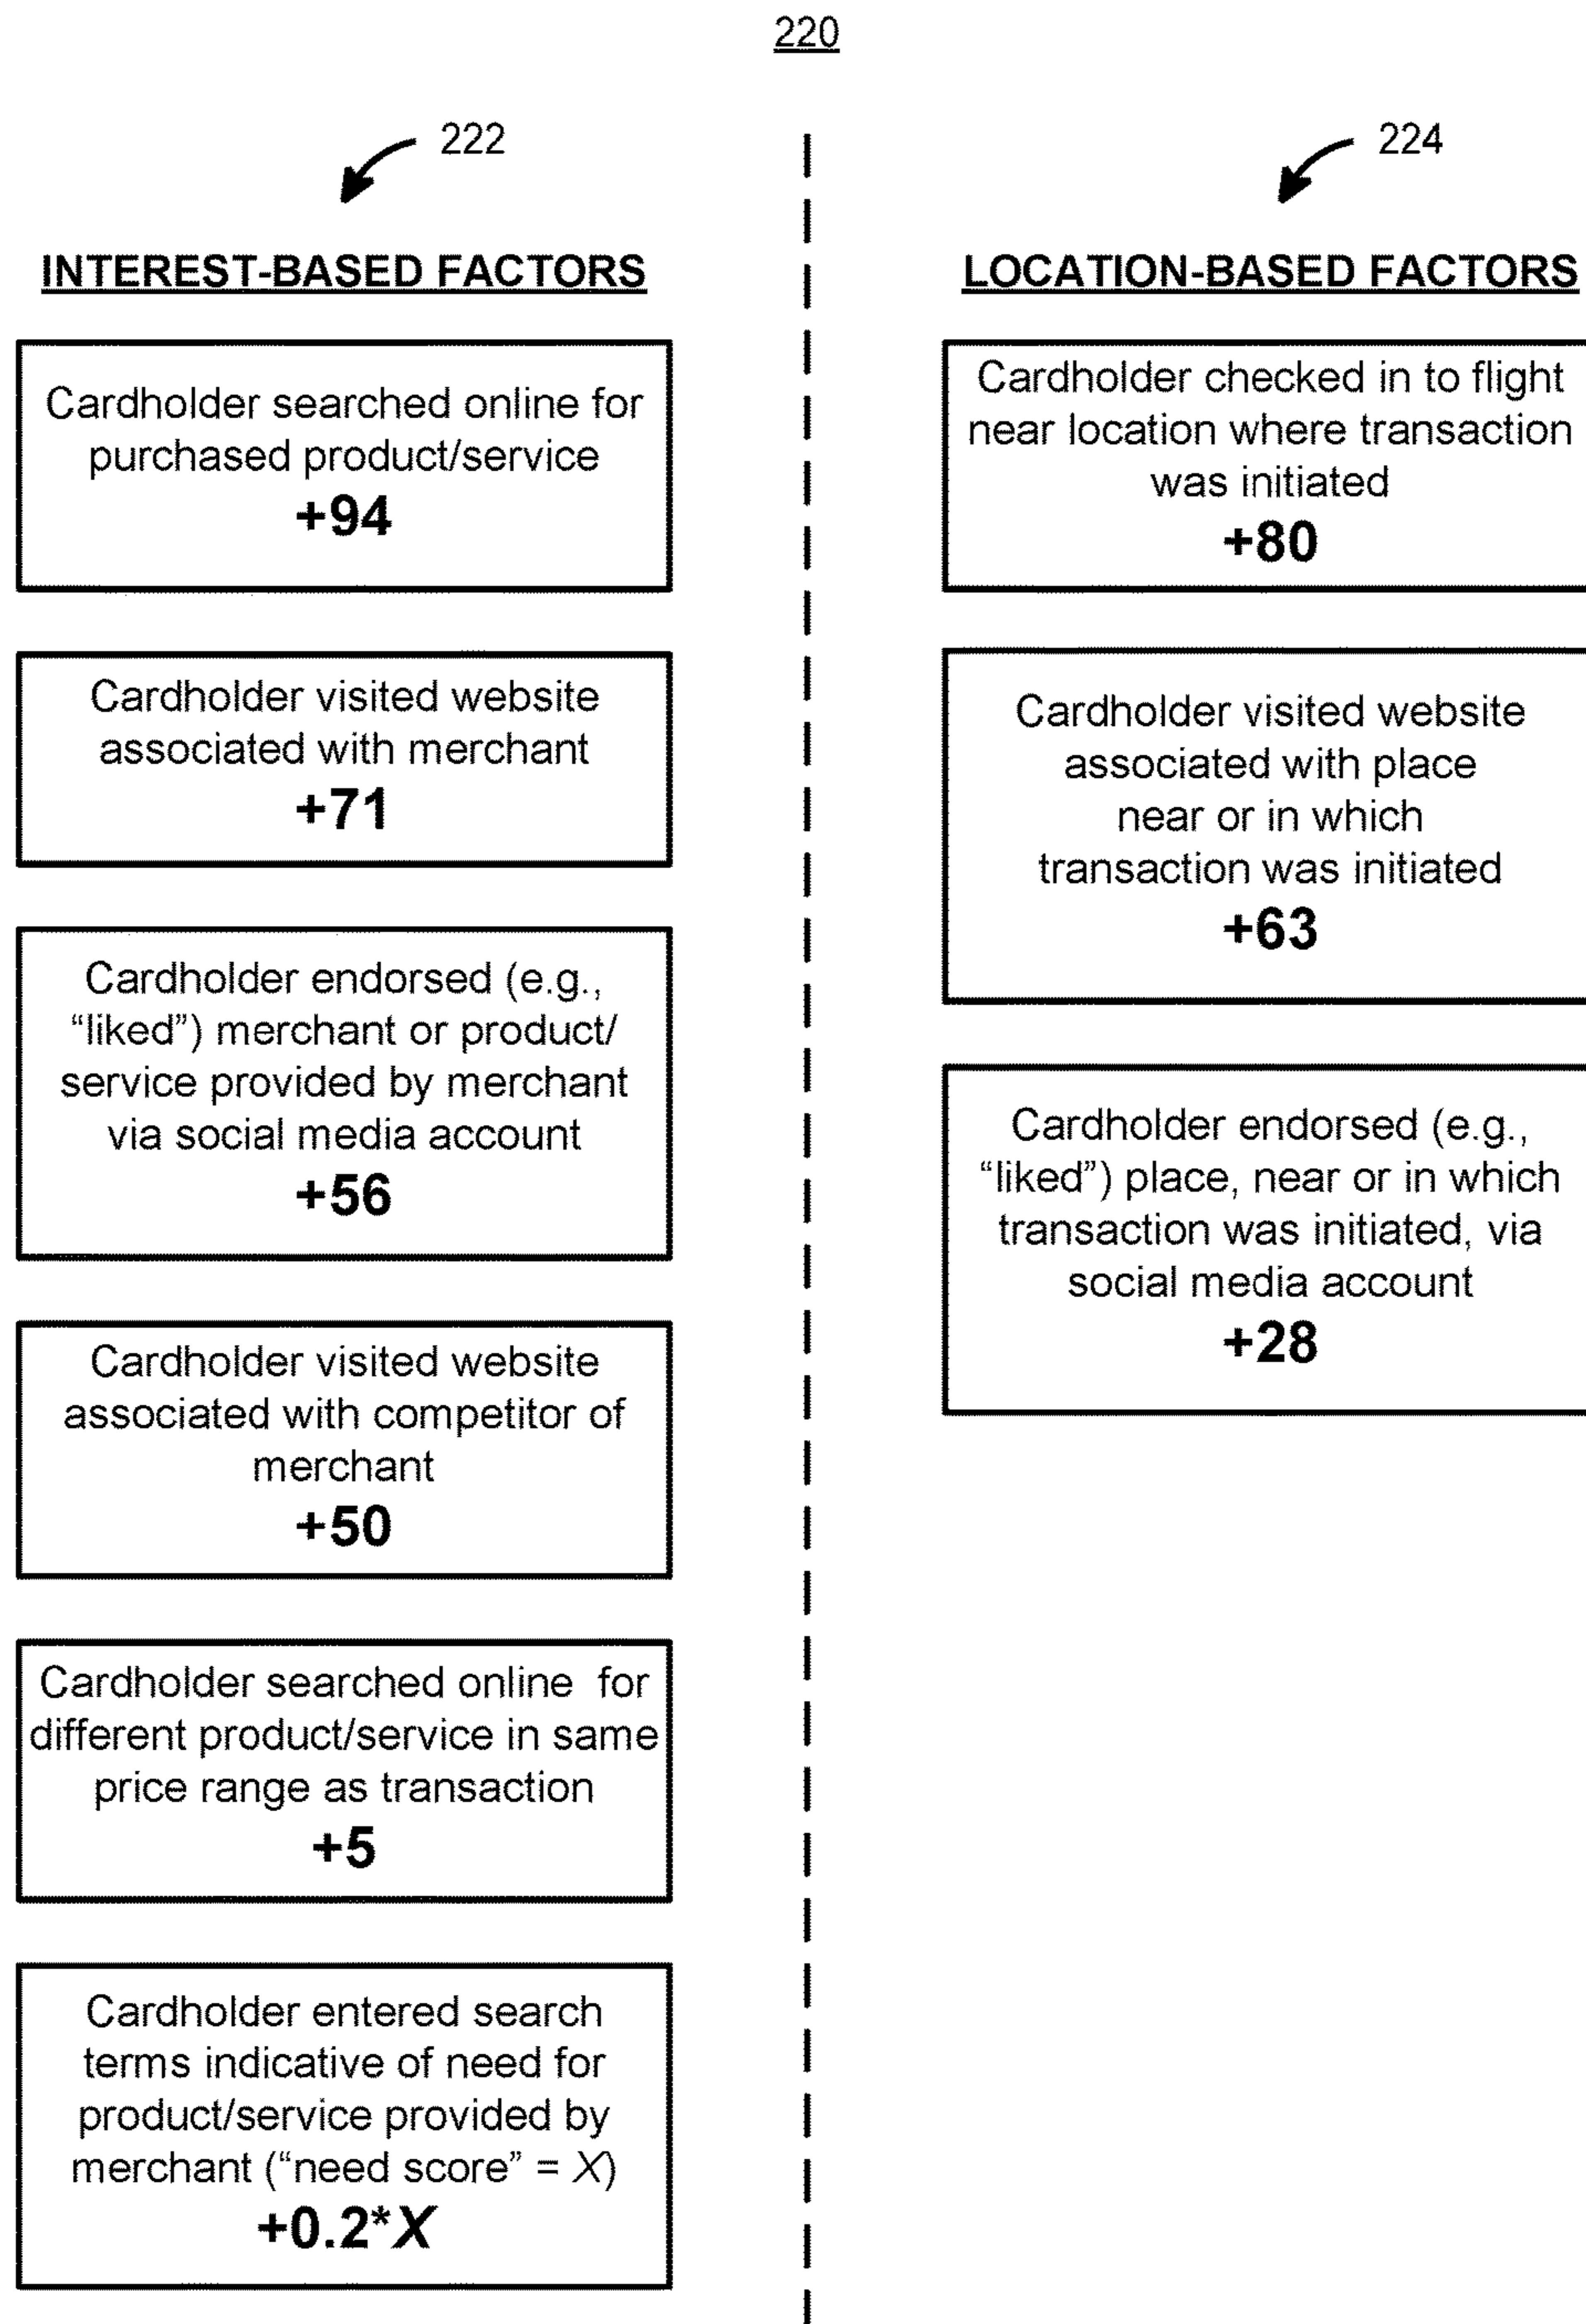 220
222
INTEREST-BASED FACTORS
Cardholder searched online for
purchased product/service
+94
Cardholder visited website
associated with merchant
+71
Cardholder endorsed (e.g.,
“liked”) merchant or product/
service provided by merchant
via social media account
+56
Cardholder visited website
associated with competitor of
merchant
+50
Cardholder searched online for
different product/service in same
price range as transaction
+5
Cardholder entered search
terms indicative of need for
product/service provided by
merchant (“need score” = X)
+0.2*X
224
LOCATION-BASED FACTORS
Cardholder checked in to flight
near location where transaction
was initiated
+80
Cardholder visited website
associated with place
near or in which
transaction was initiated
+63
Cardholder endorsed (e.g.,
“liked”) place, near or in which
transaction was initiated, via
social media account
+28